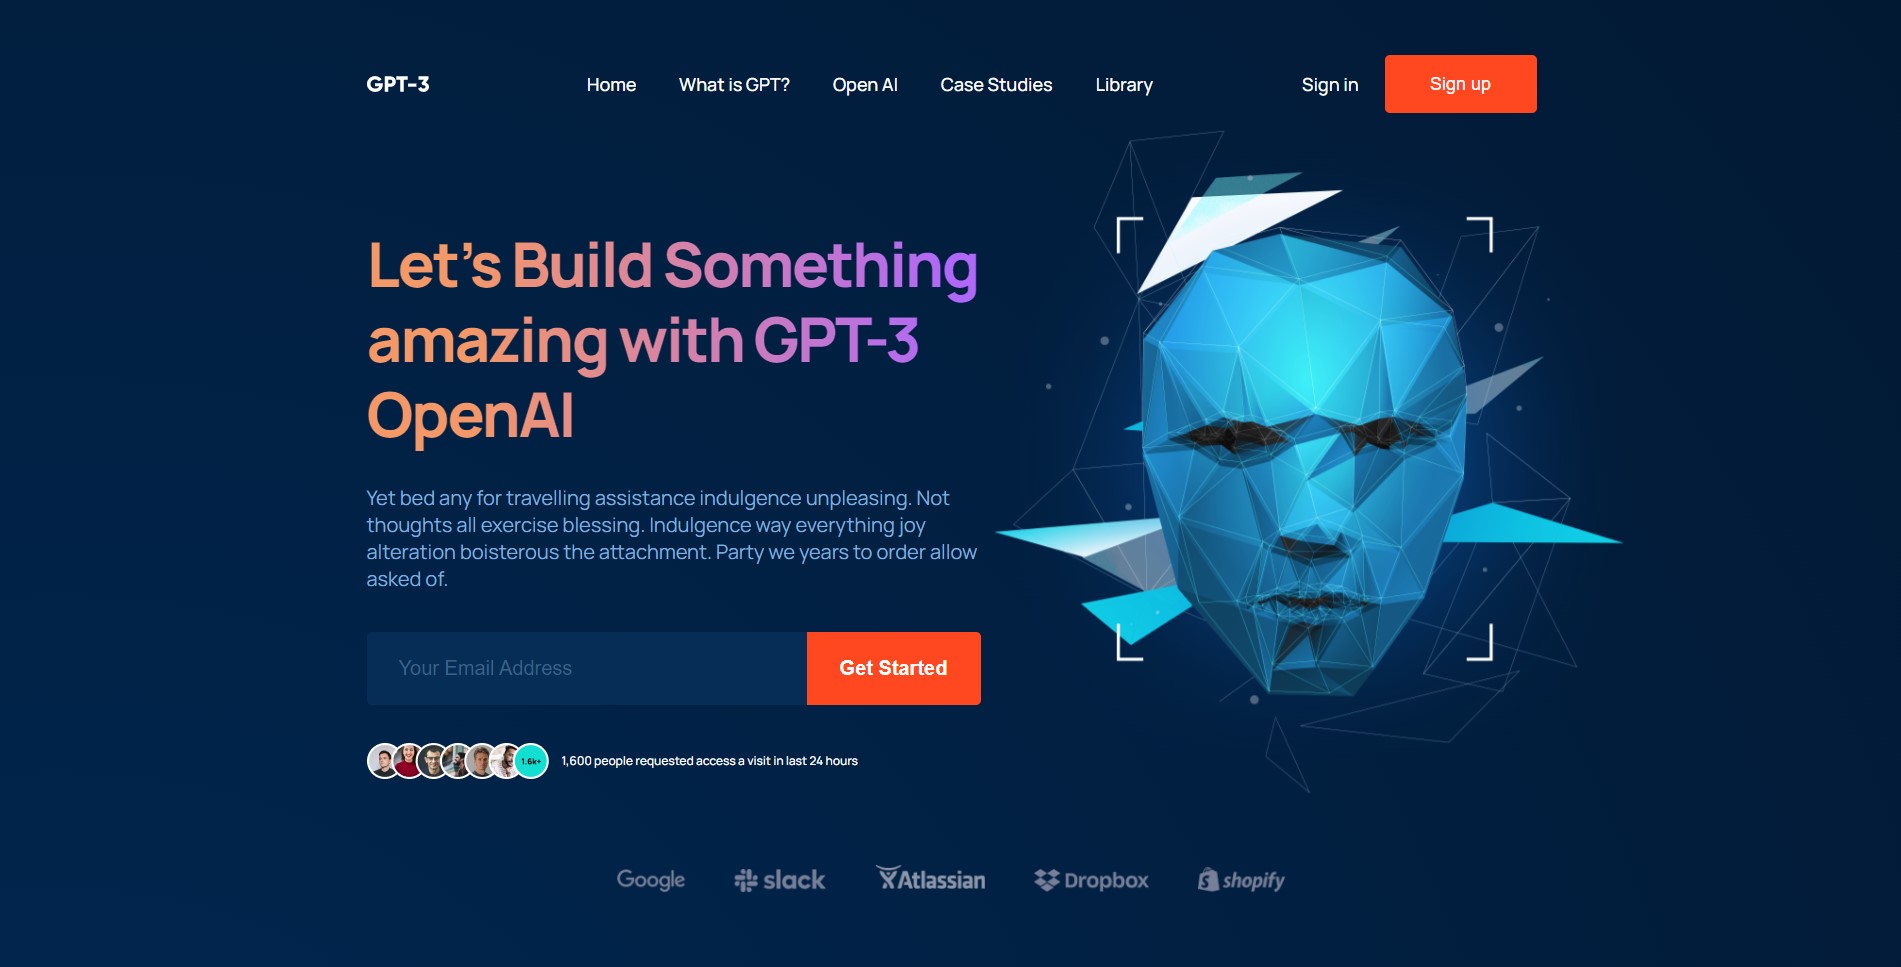 GPT-3
Home What is GPT? Open AI Case Studies Library
Sign in Sign up
Let’s Build Something
amazing with GPT-3
OpenAI
Yet bed any for travelling assistance indulgence unpleasing. Not
thoughts all exercise blessing. Indulgence way everything joy
alteration boisterous the attachment. Party we years to order allow
asked of.
Your Email Address Get Started
1.6k+ 1,600 people requested access a visit in last 24 hours
Google slack Atlassian Dropbox shopify